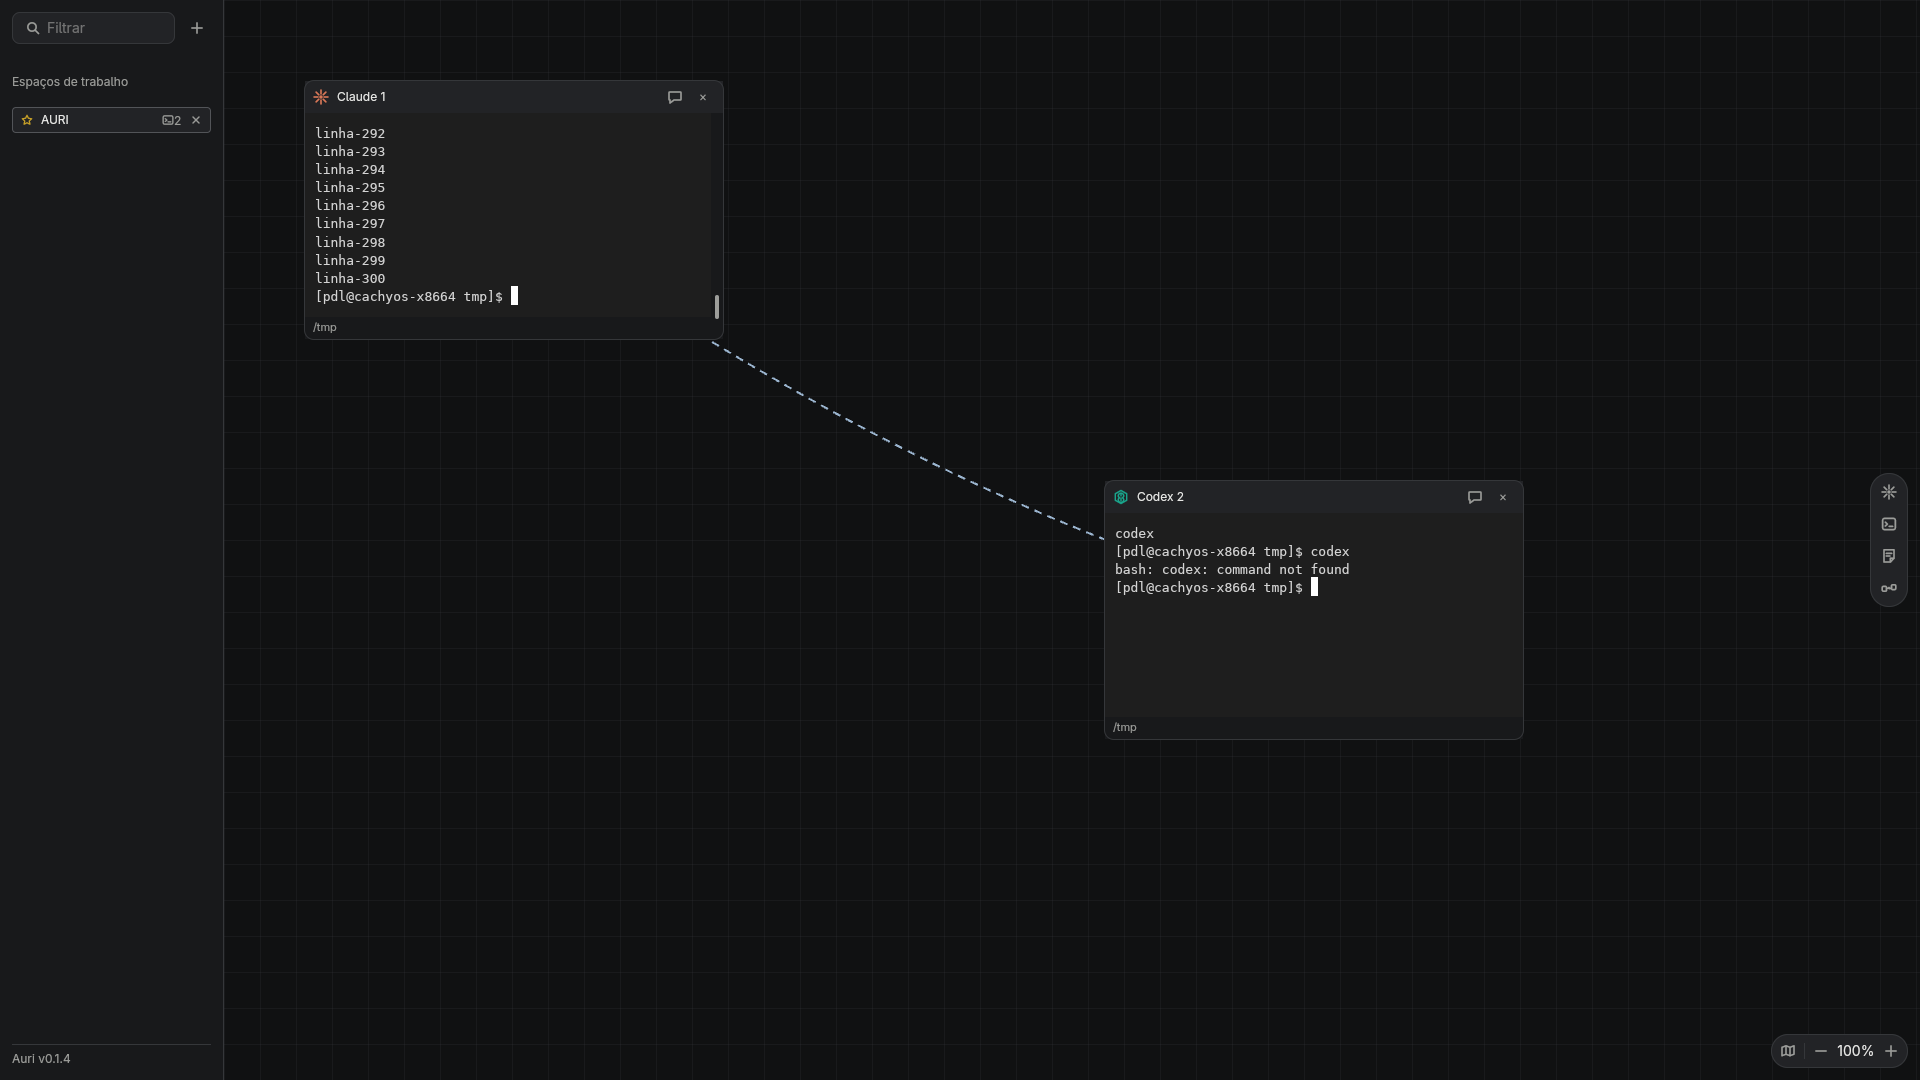 Filtrar
Espaços de trabalho
AURI
2
Claude 1
linha-292
linha-293
linha-294
linha-295
linha-296
linha-297
linha-298
linha-299
linha-300
[pdl@cachyos-x8664 tmp]$
/tmp
Codex 2
codex
[pdl@cachyos-x8664 tmp]$ codex
bash: codex: command not found
[pdl@cachyos-x8664 tmp]$
/tmp
Auri v0.1.4
100%